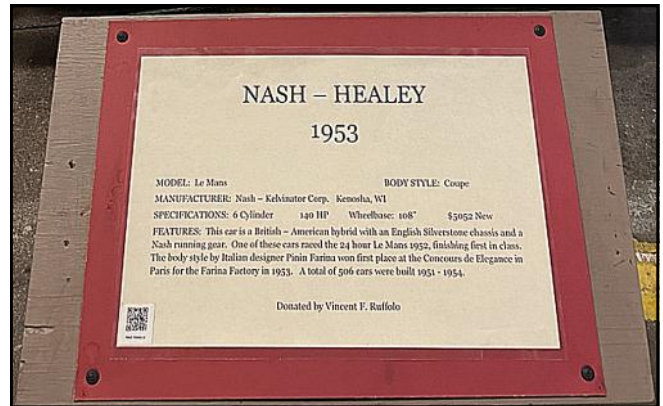 NASH – HEALEY
1953
MODEL: Le Mans BODY STYLE: Coupe
MANUFACTURER: Nash – Kelvinator Corp. Kenosha, WI
SPECIFICATIONS: 6 Cylinder 140 HP Wheelbase: 108" $5052 New
FEATURES: This car is a British – American hybrid with an English Silverstone chassis and a
Nash running gear. One of these cars raced the 24 hour Le Mans 1952, finishing first in class.
The body style by Italian designer Pinin Farina won first place at the Concours de Elegance in
Paris for the Farina Factory in 1953. A total of 506 cars were built 1951 - 1954.
Donated by Vincent F. Ruffolo